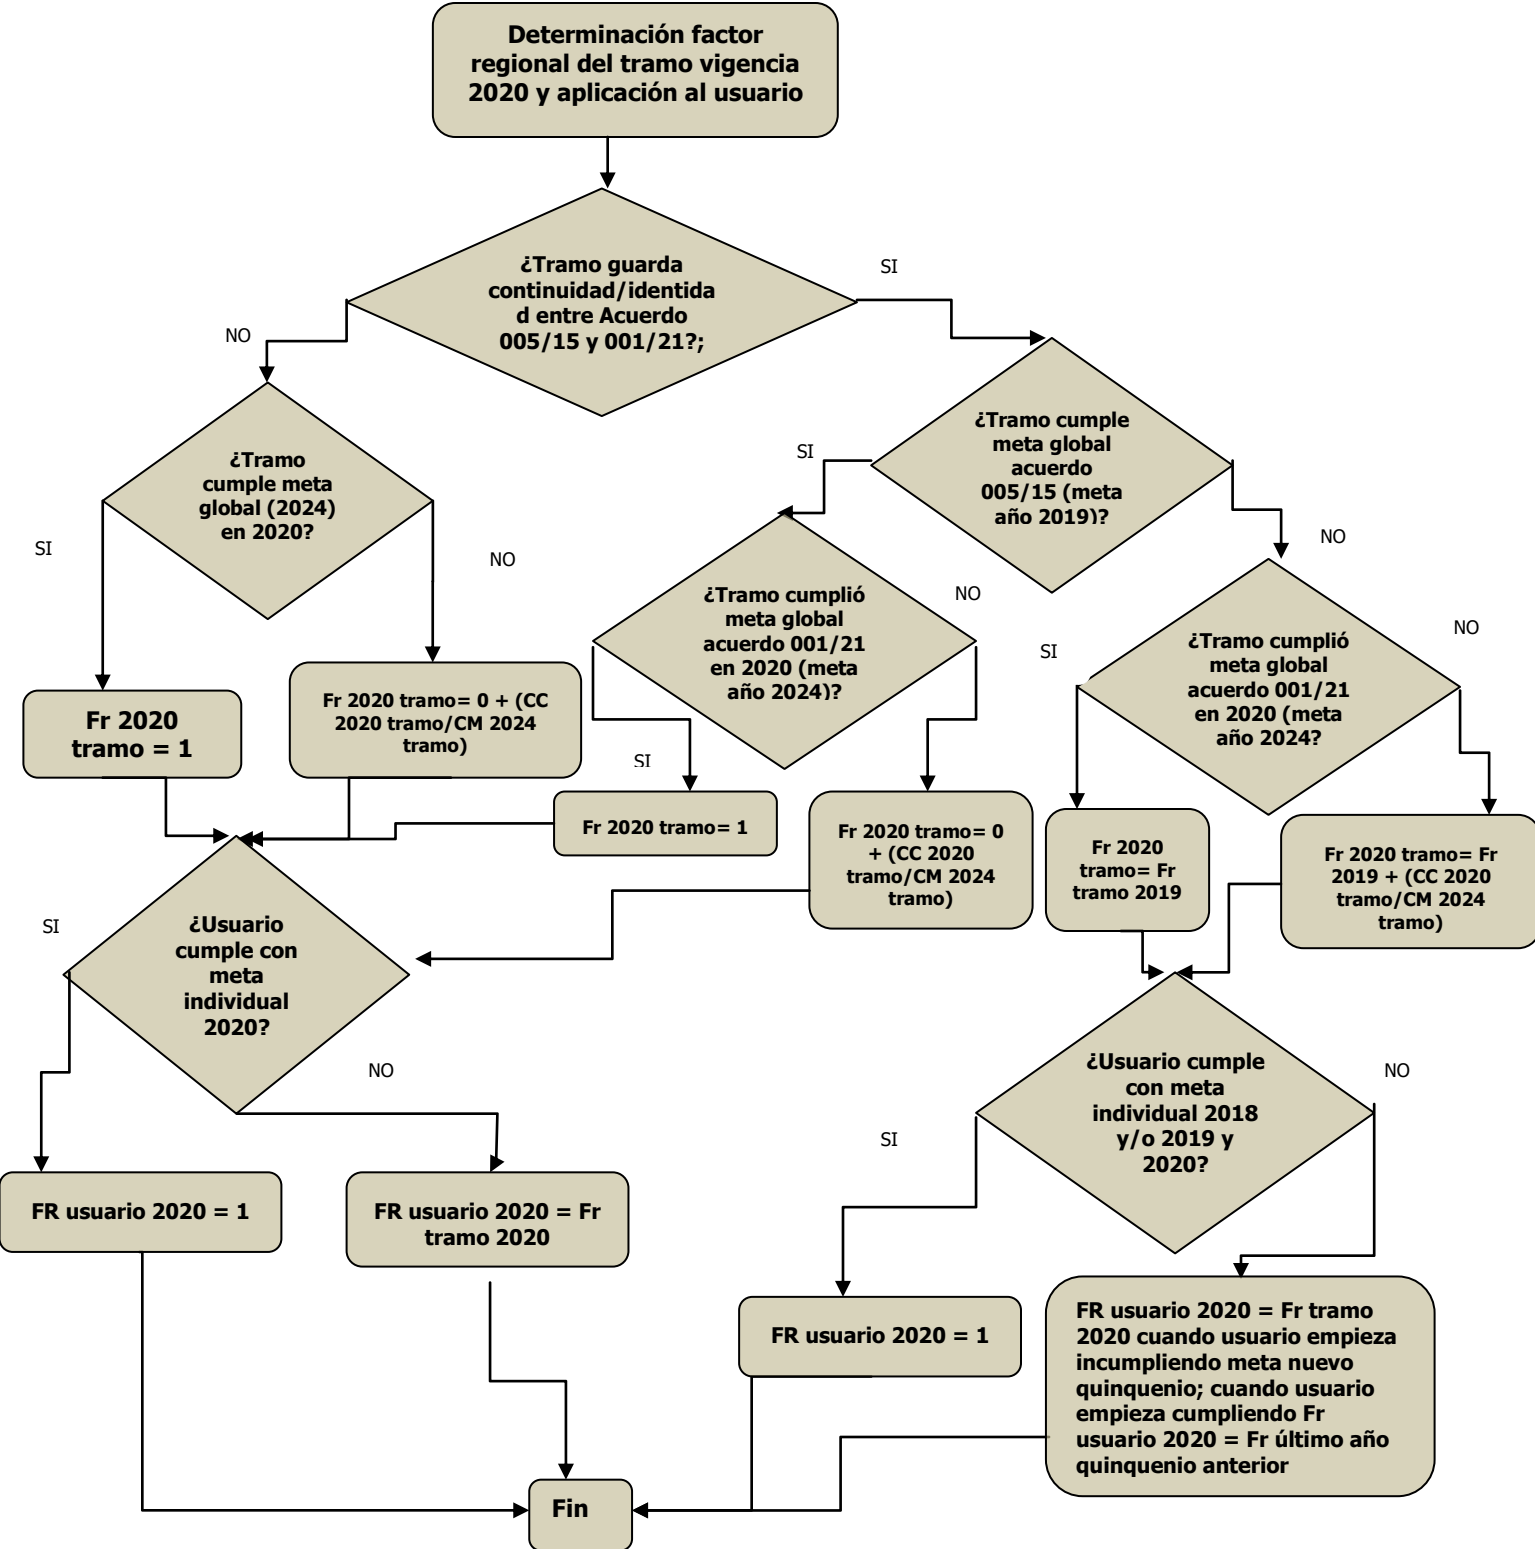 Determinación factor
regional del tramo vigencia
2020 y aplicación al usuario
¿Tramo guarda
continuidad/identida
d entre Acuerdo
005/15 y 001/21?;
SI
NO
¿Tramo cumple
meta global
acuerdo
005/15 (meta
año 2019)?
SI
NO
¿Tramo
cumple meta
global (2024)
en 2020?
SI
NO
¿Tramo cumplió
meta global
acuerdo 001/21
en 2020 (meta
año 2024)?
NO
SI
¿Tramo cumplió
meta global
acuerdo 001/21
en 2020 (meta
año 2024?
SI
NO
Fr 2020
tramo = 1
Fr 2020 tramo= 0 + (CC
2020 tramo/CM 2024
tramo)
Fr 2020 tramo= 1
Fr 2020 tramo= 0
+ (CC 2020
tramo/CM 2024
tramo)
Fr 2020
tramo= Fr
tramo 2019
Fr 2020 tramo= Fr
2019 + (CC 2020
tramo/CM 2024
tramo)
¿Usuario
cumple con
meta
individual
2020?
SI
NO
¿Usuario cumple
con meta
individual 2018
y/o 2019 y
2020?
SI
NO
FR usuario 2020 = 1
FR usuario 2020 = Fr
tramo 2020
FR usuario 2020 = 1
FR usuario 2020 = Fr tramo
2020 cuando usuario empieza
incumpliendo meta nuevo
quinquenio; cuando usuario
empieza cumpliendo Fr
usuario 2020 = Fr último año
quinquenio anterior
Fin